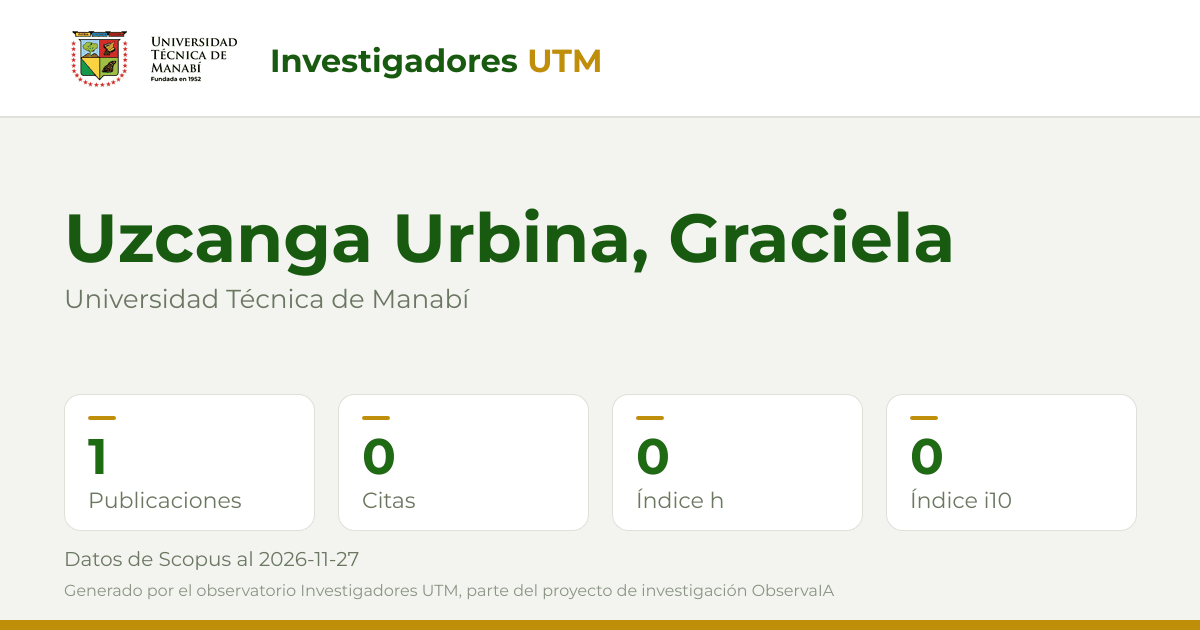 UNIVERSIDAD
TÉCNICA DE
MANABÍ
Fundada en 1952
Investigadores UTM
Uzcanga Urbina, Graciela
Universidad Técnica de Manabí
1
Publicaciones
0
Citas
0
Índice h
0
Índice i10
Datos de Scopus al 2026-11-27
Generado por el observatorio Investigadores UTM, parte del proyecto de investigación ObservaIA